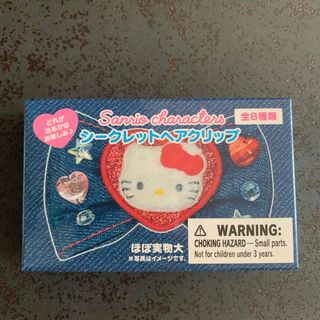 どれが
出るかは
お楽しみ♪
Sanrio characters
全8種類
シークレットヘアクリップ
ほぼ実物大
※写真はイメージです。
WARNING:
CHOKING HAZARD — Small parts.
Not for children under 3 years.